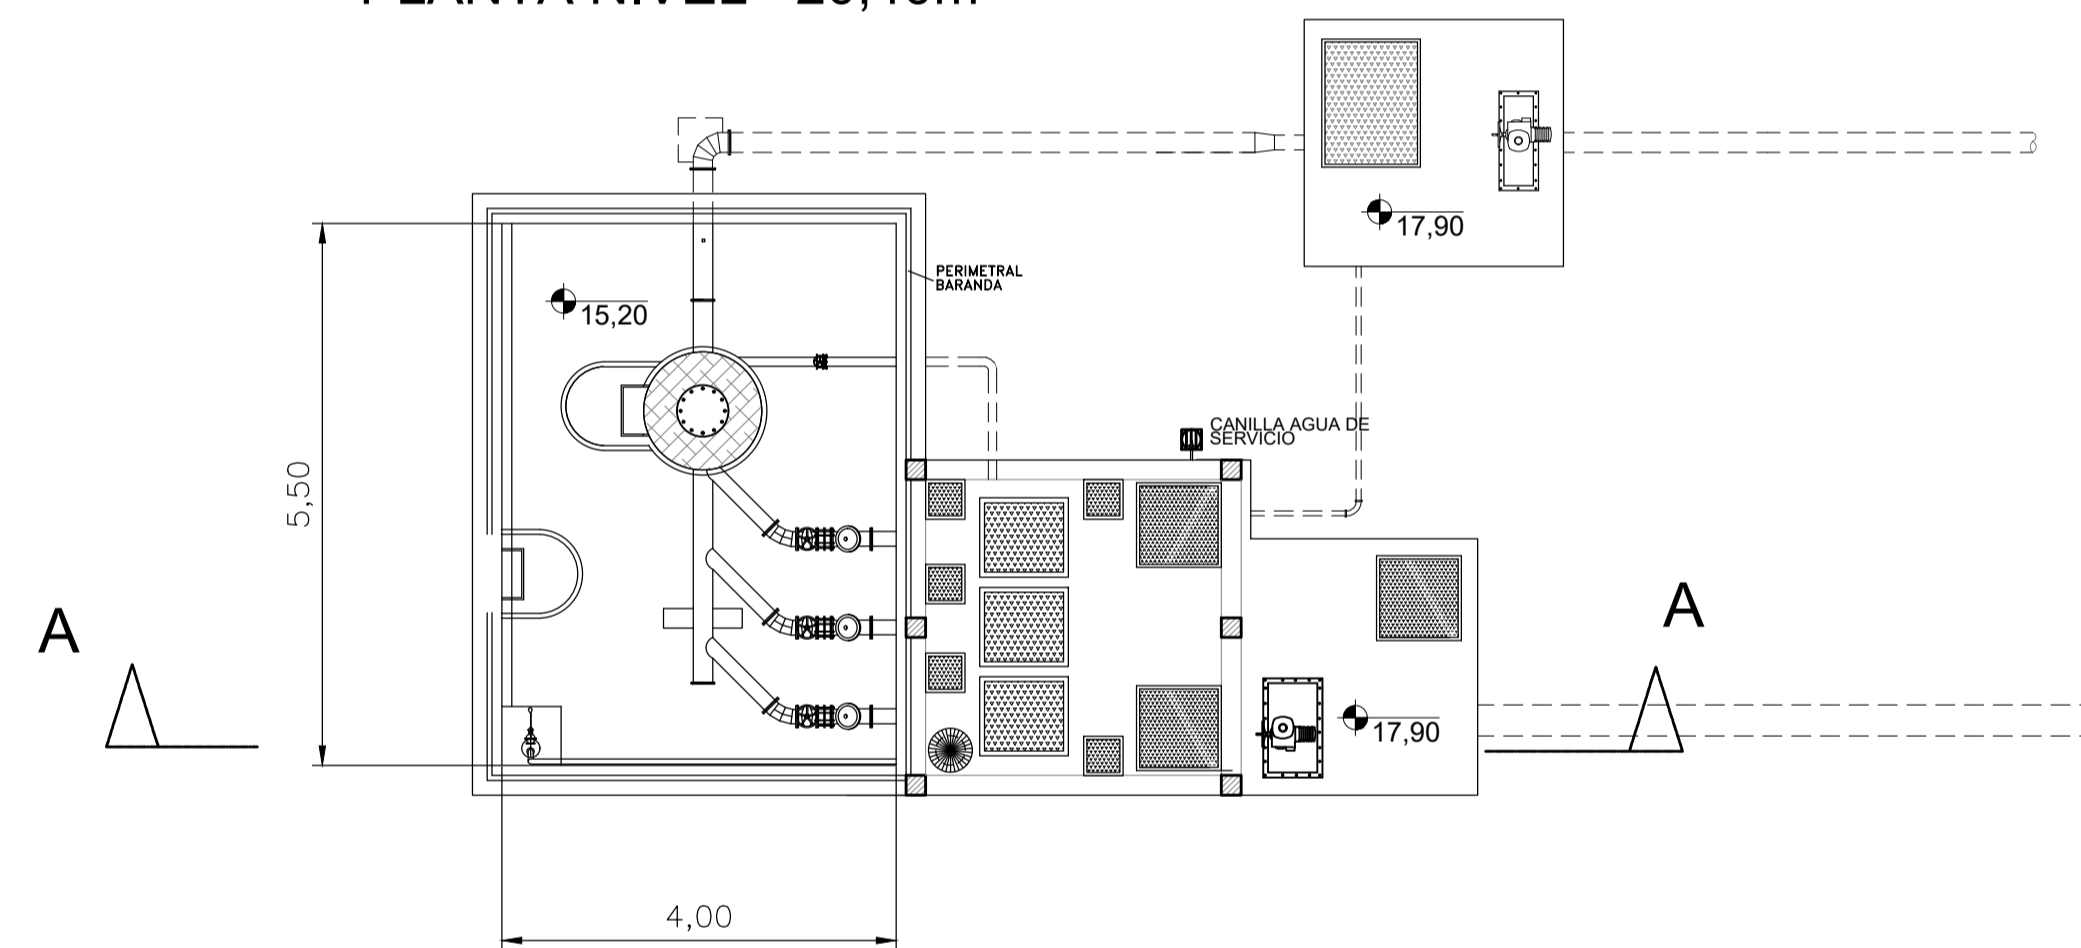 17,90
PERIMETRAL
BARANDA
15,20
CANILLA AGUA DE
SERVICIO
5,50
A
A
17,90
4,00